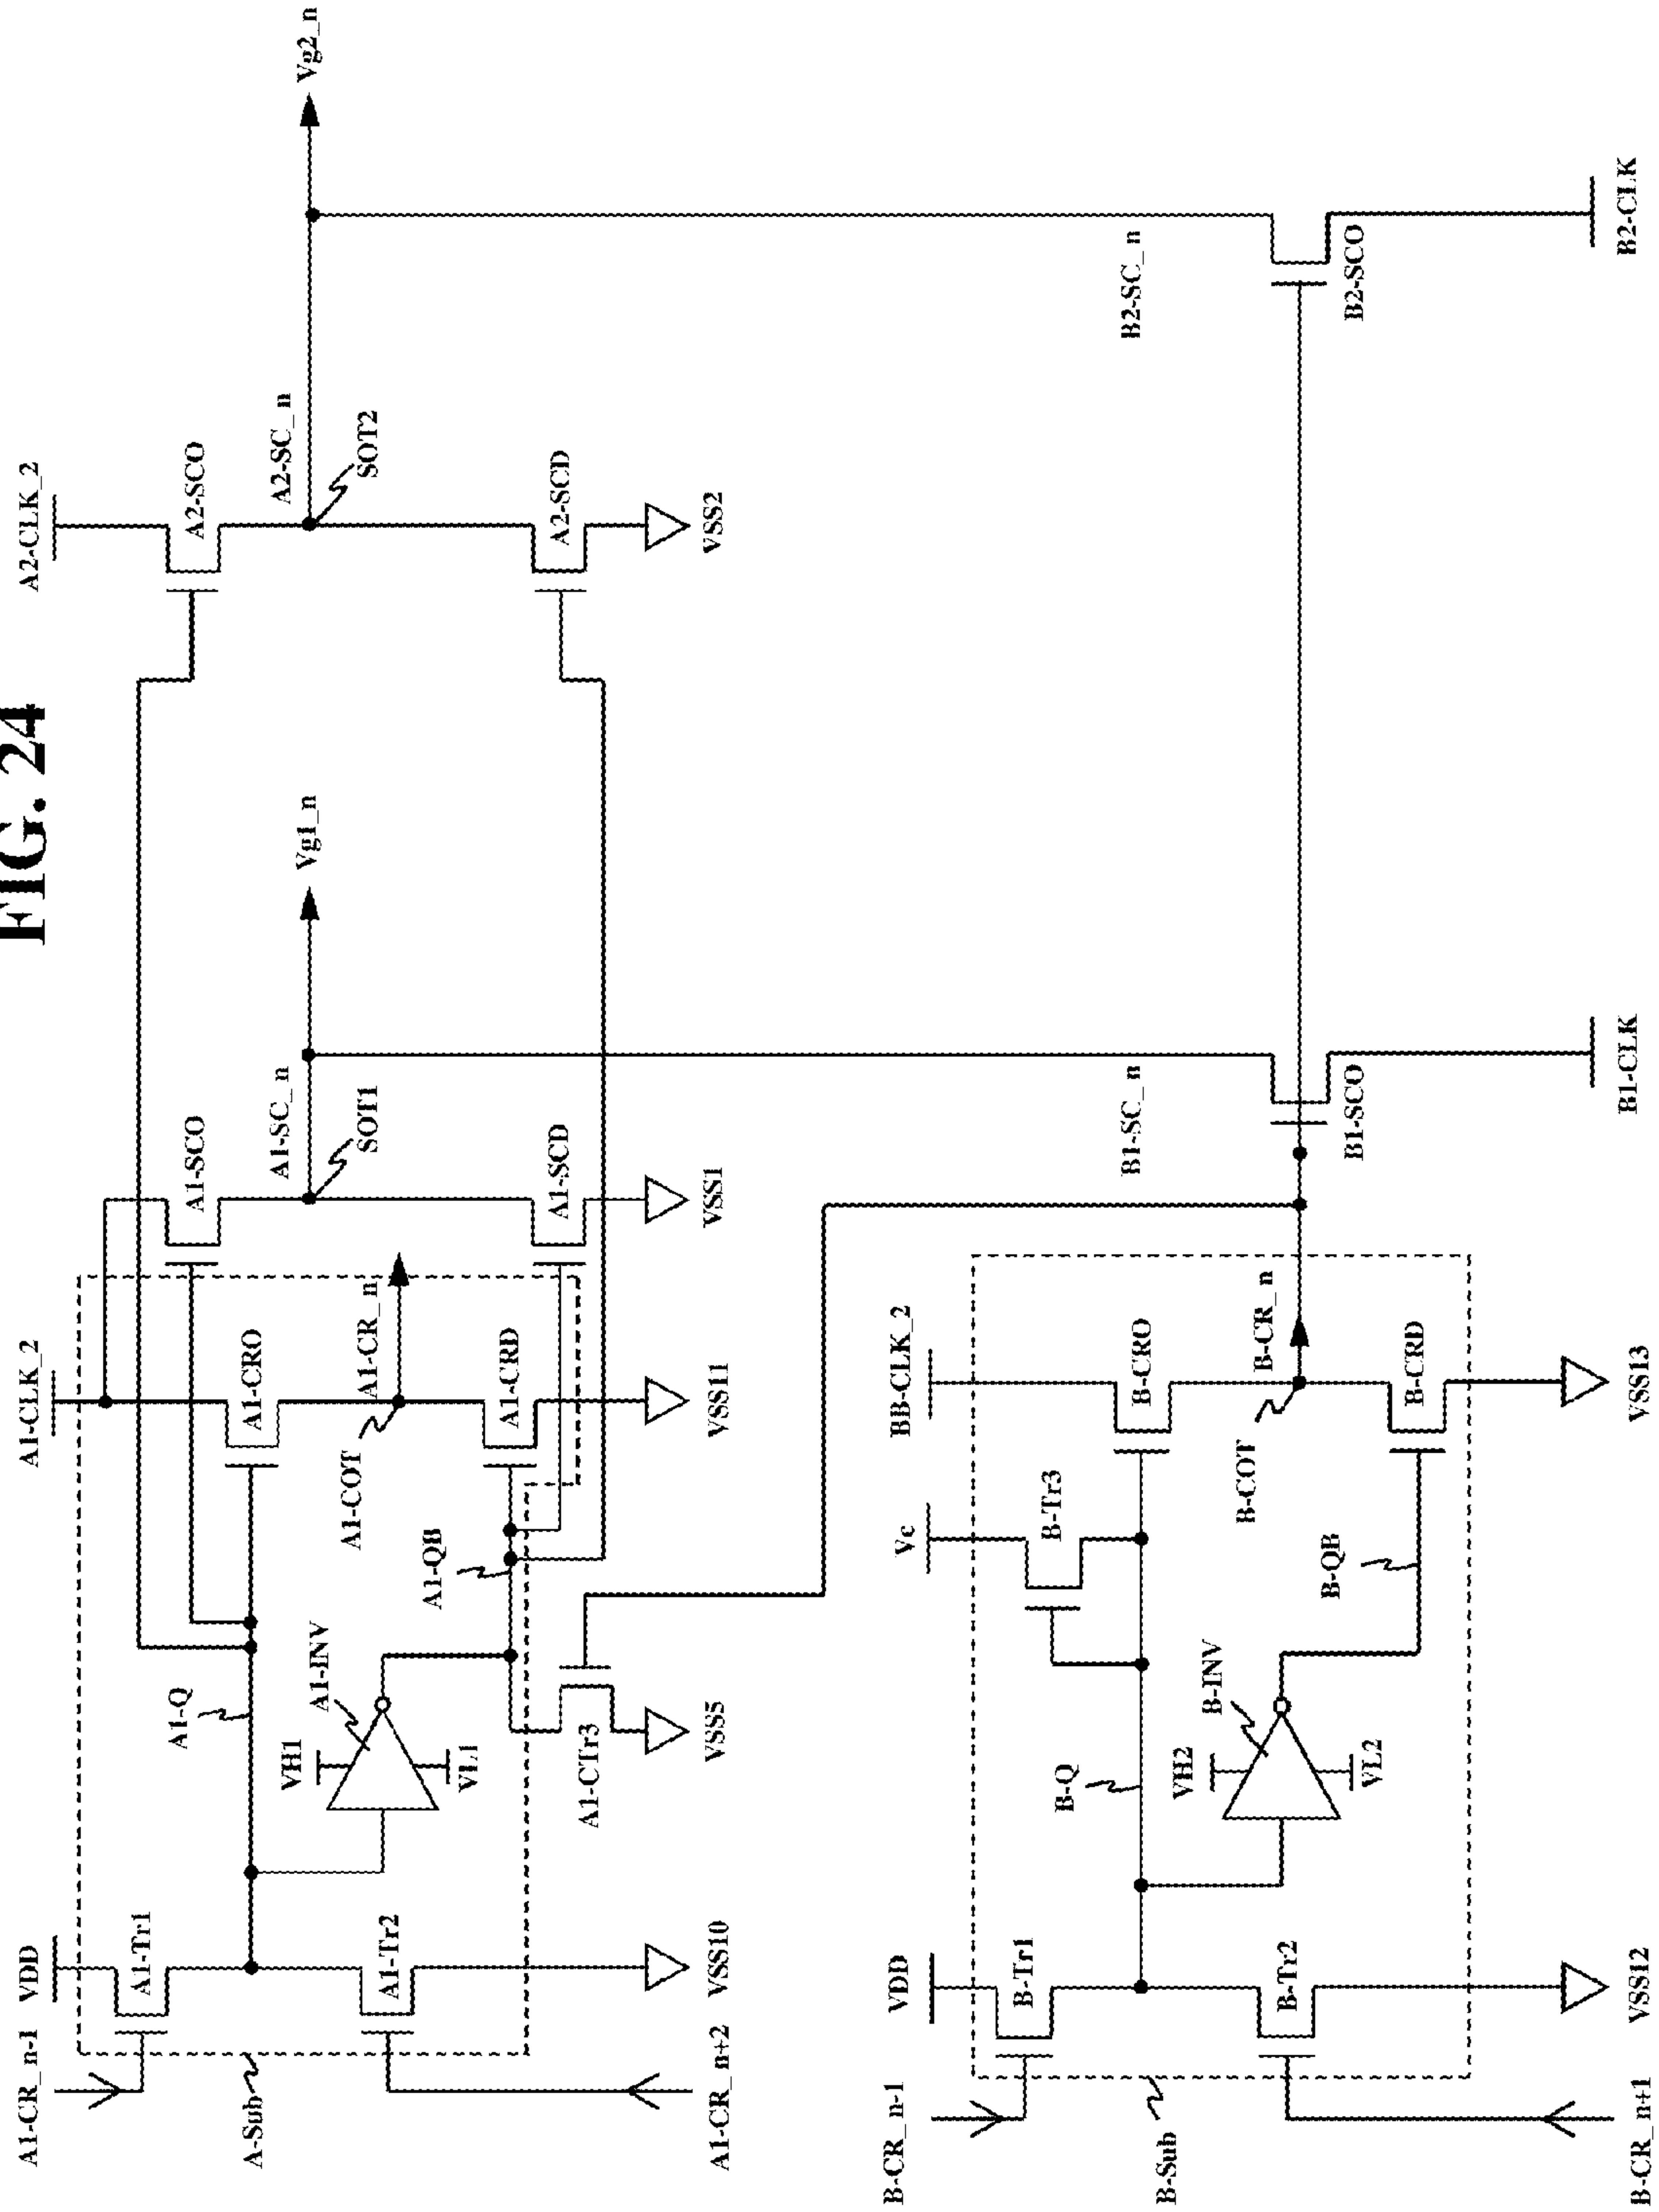 FIG. 24
A1-CR_n-1
VDD
A1-CLK_2
A2-CLK_2
A1-Tr1
A1-Q
A1-CRO
A1-SCO
A2-SCO
VH1
A1-INV
VL1
A1-COT
A1-CR_n
A1-SC_n
SOT1
Vg1_n
A2-SC_n
SOT2
Vg2_n
A1-Tr2
A1-QB
A1-CRD
A1-SCD
A2-SCD
A-Sub
A1-CTr3
A1-CR_n+2
VSS10
VSS5
VSS11
VSS1
VSS2
B-CR_n-1
VDD
Vc
BB-CLK_2
B-Tr1
B-Tr3
B-Q
B-CRO
B1-SC_n
B2-SC_n
VH2
B-INV
VL2
B-COT
B-CR_n
B-QB
B-Tr2
B-CRD
B1-SCO
B2-SCO
B-Sub
B-CR_n+1
VSS12
VSS13
B1-CLK
B2-CLK